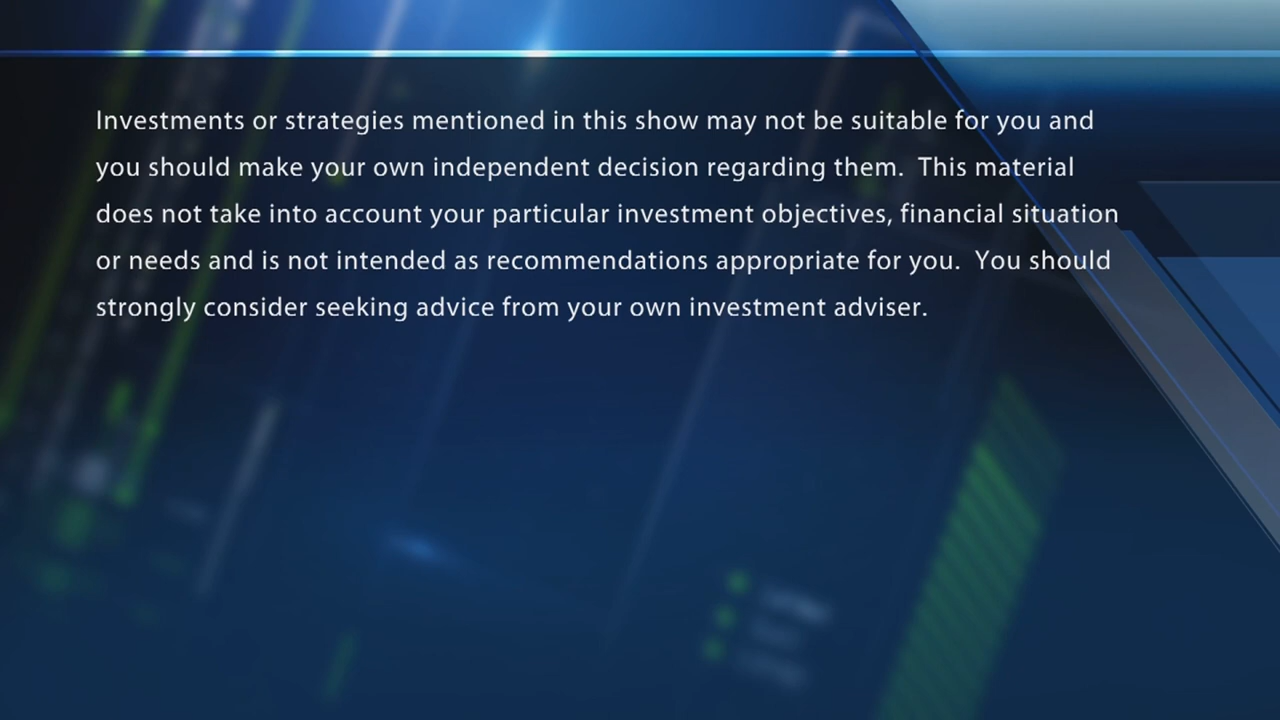 Investments or strategies mentioned in this show may not be suitable for you and
you should make your own independent decision regarding them.  This material
does not take into account your particular investment objectives, financial situation
or needs and is not intended as recommendations appropriate for you.  You should
strongly consider seeking advice from your own investment adviser.